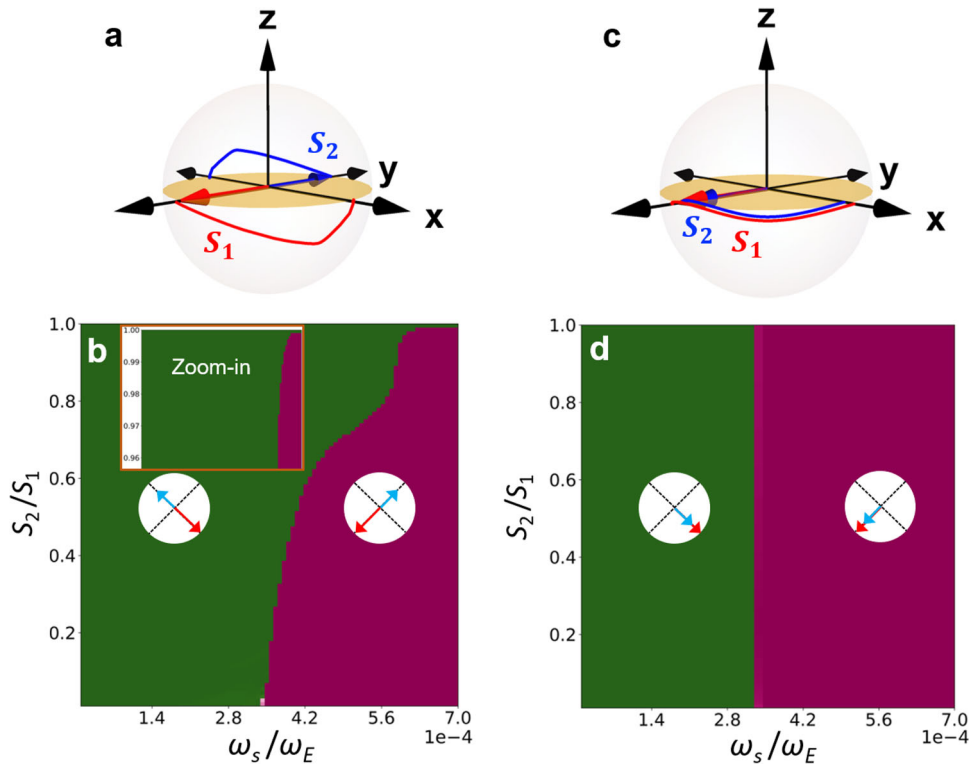 a
z
S₂
y
x
S₁
c
z
y
x
S₂
S₁
b
S₂/S₁
1.0
0.8
0.6
0.4
0.2
Zoom-in
1.00
0.99
0.98
0.97
0.96
1.4 2.8 4.2 5.6 7.0
1e−4
ωₛ/ω_E
d
S₂/S₁
1.0
0.8
0.6
0.4
0.2
1.4 2.8 4.2 5.6 7.0
1e−4
ωₛ/ω_E